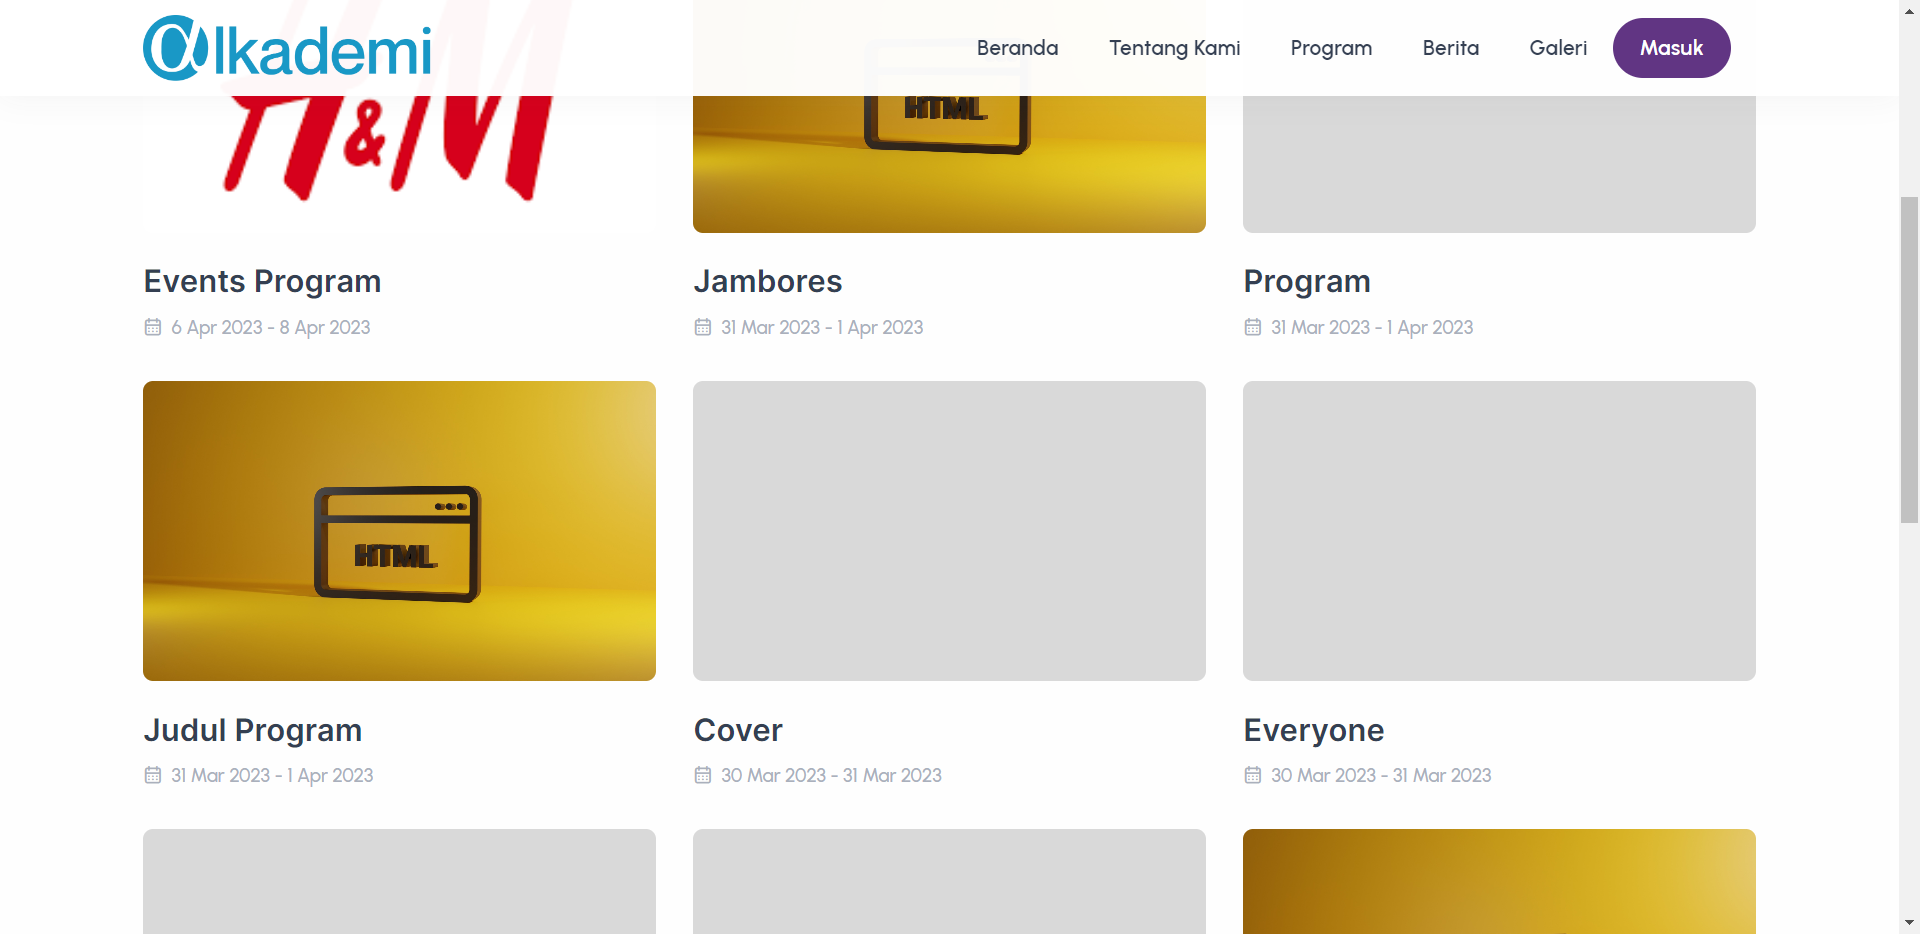 @lkademi
Beranda Tentang Kami Program Berita Galeri Masuk
H&M
HTML
Events Program
Jambores
Program
6 Apr 2023 - 8 Apr 2023
31 Mar 2023 - 1 Apr 2023
31 Mar 2023 - 1 Apr 2023
HTML
Judul Program
Cover
Everyone
31 Mar 2023 - 1 Apr 2023
30 Mar 2023 - 31 Mar 2023
30 Mar 2023 - 31 Mar 2023